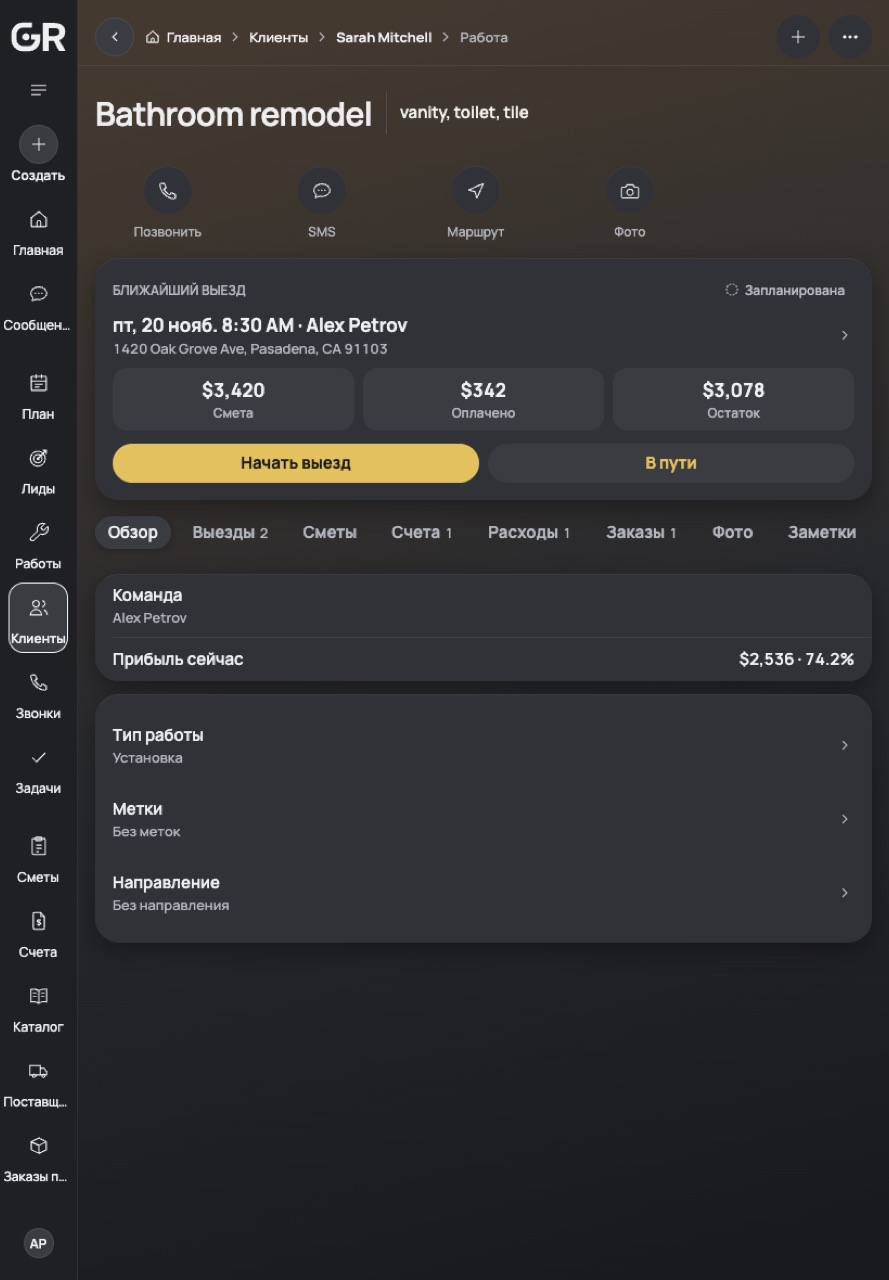 GR
Главная
Клиенты
Sarah Mitchell
Работа
Bathroom remodel
vanity, toilet, tile
Позвонить
SMS
Маршрут
Фото
БЛИЖАЙШИЙ ВЫЕЗД
Запланирована
пт, 20 нояб. 8:30 AM · Alex Petrov
1420 Oak Grove Ave, Pasadena, CA 91103
$3,420
Смета
$342
Оплачено
$3,078
Остаток
Начать выезд
В пути
Обзор
Выезды 2
Сметы
Счета 1
Расходы 1
Заказы 1
Фото
Заметки
Команда
Alex Petrov
Прибыль сейчас
$2,536 · 74.2%
Тип работы
Установка
Метки
Без меток
Направление
Без направления
Создать
Главная
Сообщен...
План
Лиды
Работы
Клиенты
Звонки
Задачи
Сметы
Счета
Каталог
Поставщ...
Заказы п...
AP